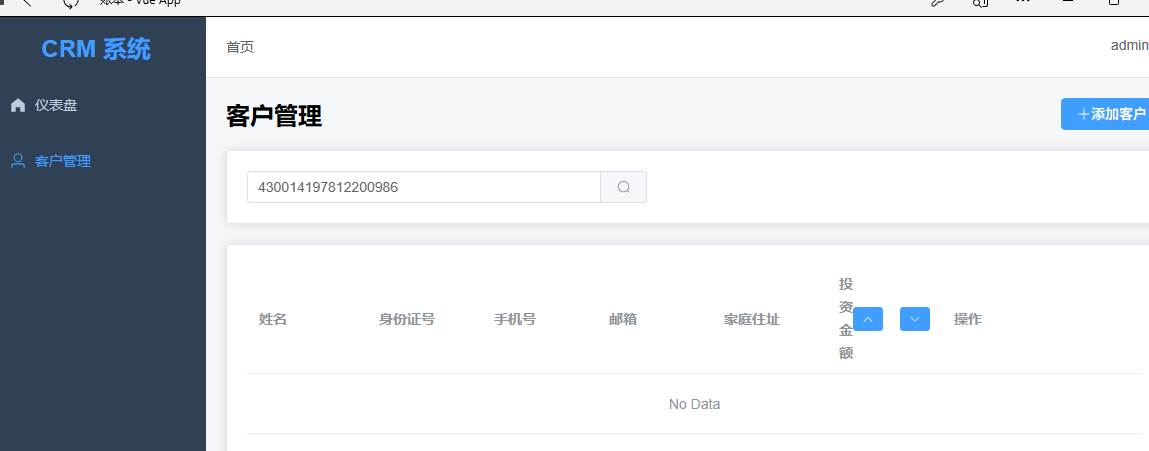 账本 - Vue App
CRM 系统
首页
admin
仪表盘
客户管理
客户管理
添加客户
430014197812200986
姓名
身份证号
手机号
邮箱
家庭住址
投
资
金
额
操作
No Data